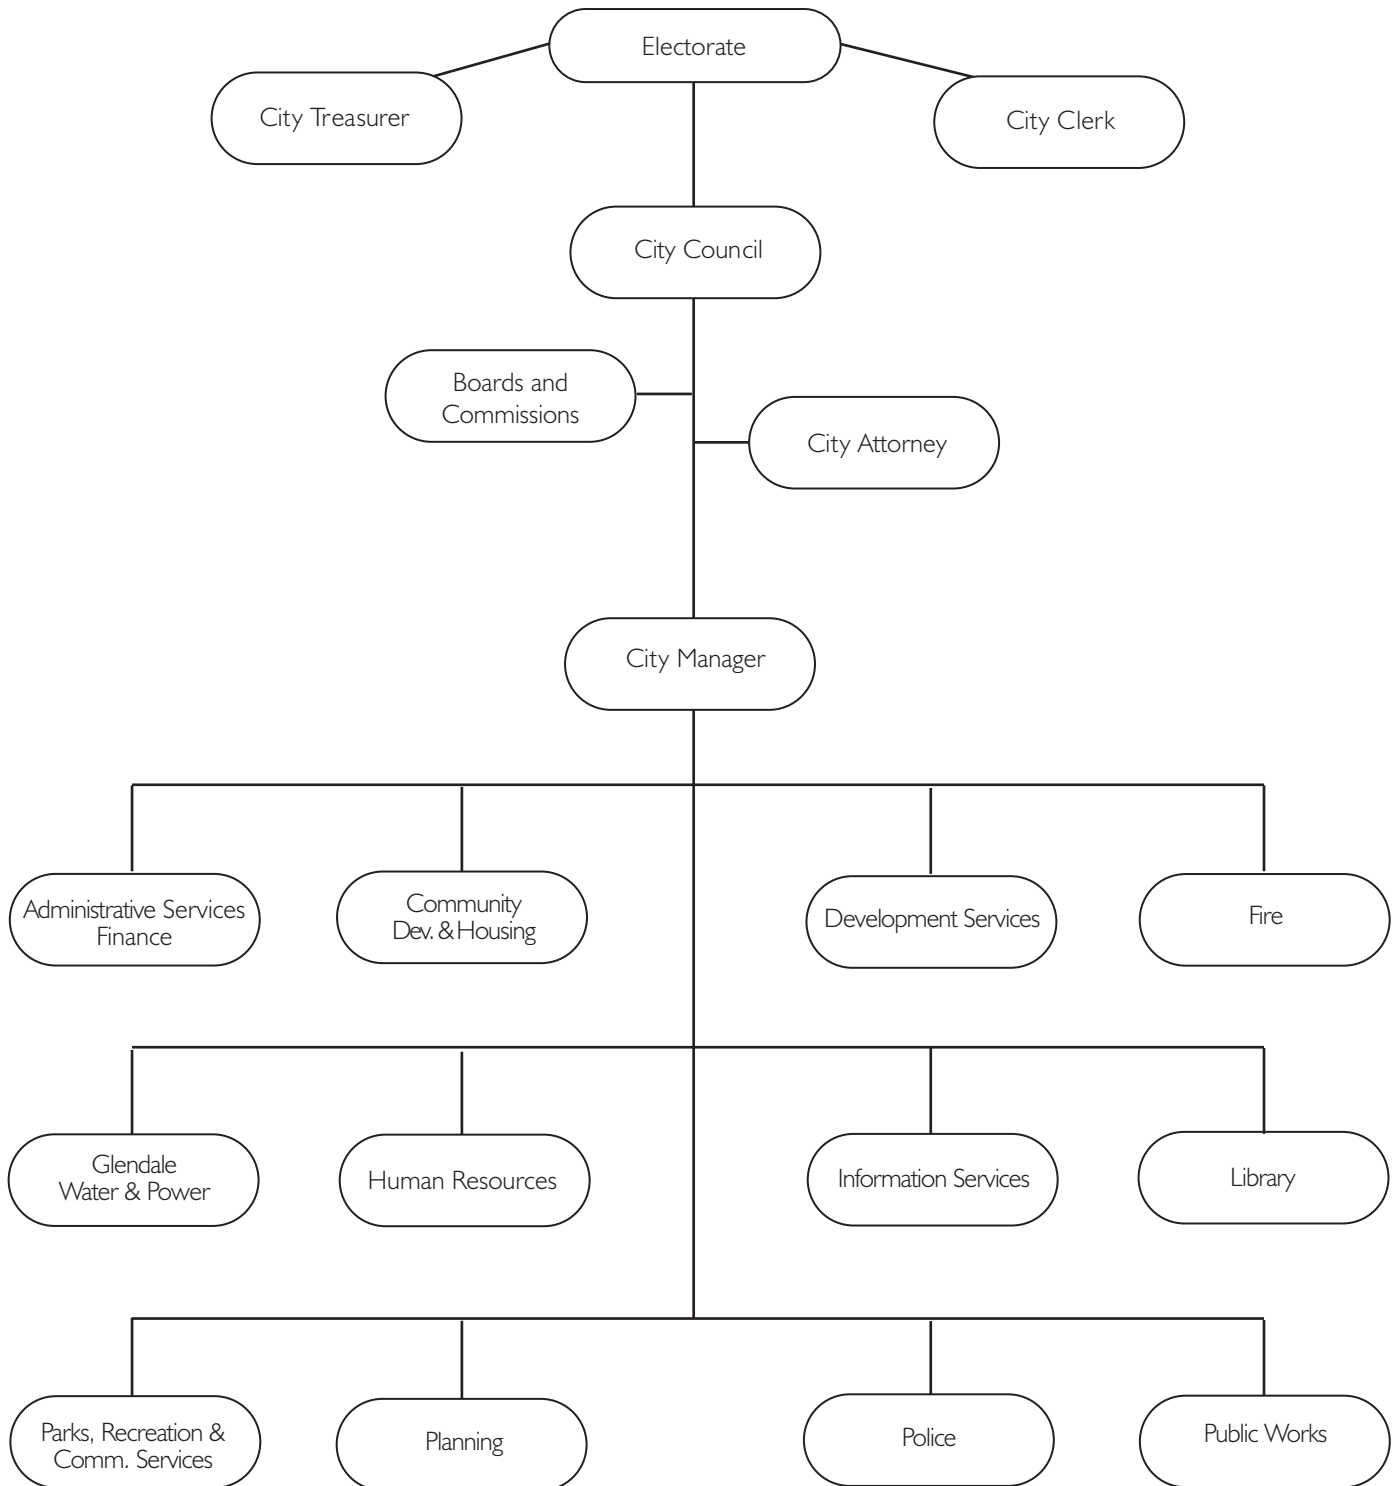 Electorate
City Treasurer
City Clerk
City Council
Boards and
Commissions
City Attorney
City Manager
Administrative Services
Finance
Community
Dev. & Housing
Development Services
Fire
Glendale
Water & Power
Human Resources
Information Services
Library
Parks, Recreation &
Comm. Services
Planning
Police
Public Works